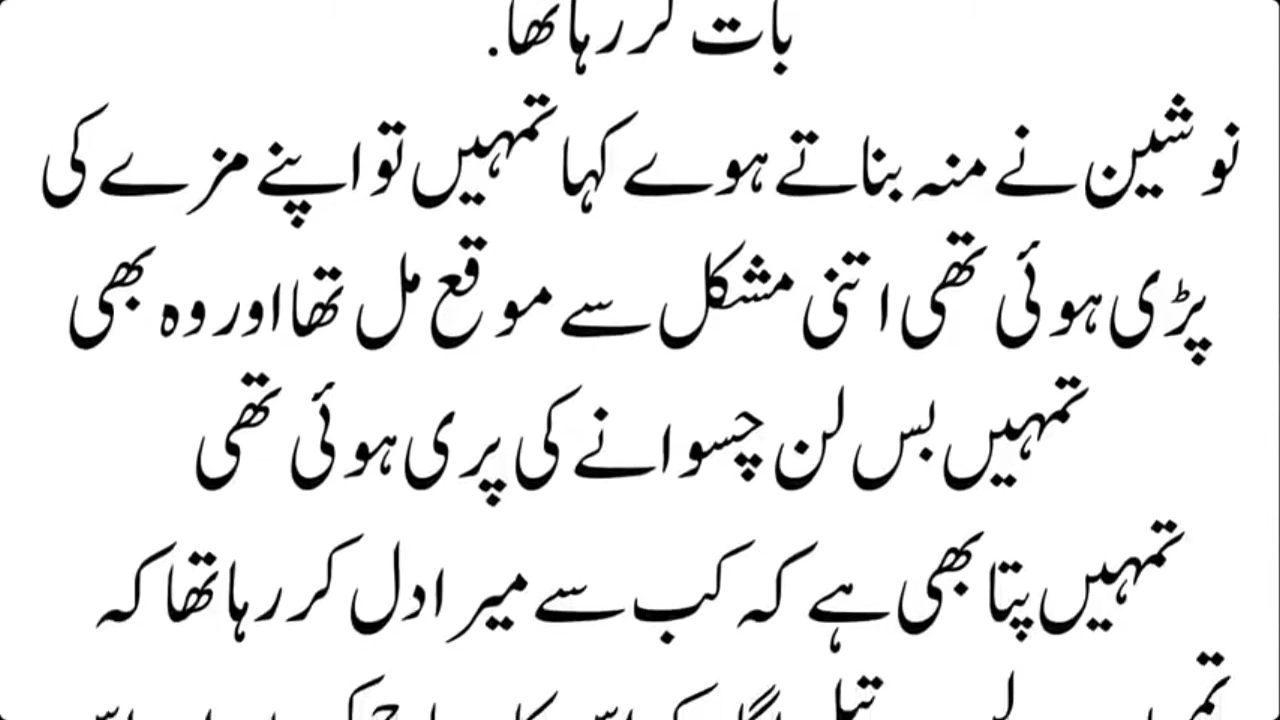 بات کر رہا تھا.
نوشین نے منہ بناتے ہوے کہا تمہیں تو اپنے مزے کی
پڑی ہوئی تھی اتنی مشکل سے موقع مل تھا اور وہ بھی
تمہیں بس لن چسوانے کی پری ہوئی تھی
تمہیں پتا بھی ہے کہ کب سے میرا دل کر رہا تھا کہ